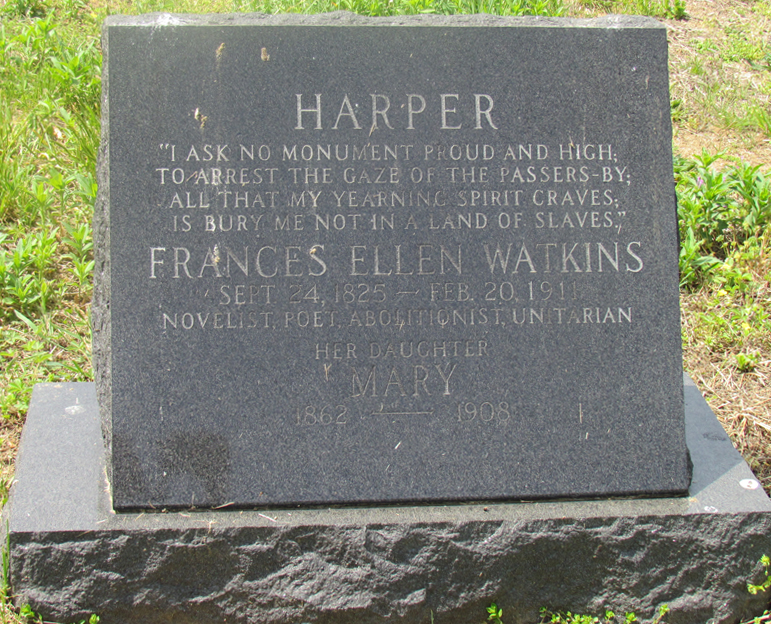 HARPER
"I ASK NO MONUMENT PROUD AND HIGH,
TO ARREST THE GAZE OF THE PASSERS-BY;
ALL THAT MY YEARNING SPIRIT CRAVES,
IS BURY ME NOT IN A LAND OF SLAVES."
FRANCES ELLEN WATKINS
SEPT. 24, 1825 — FEB. 20, 1911
NOVELIST, POET, ABOLITIONIST, UNITARIAN
HER DAUGHTER
MARY
1862 — 1908